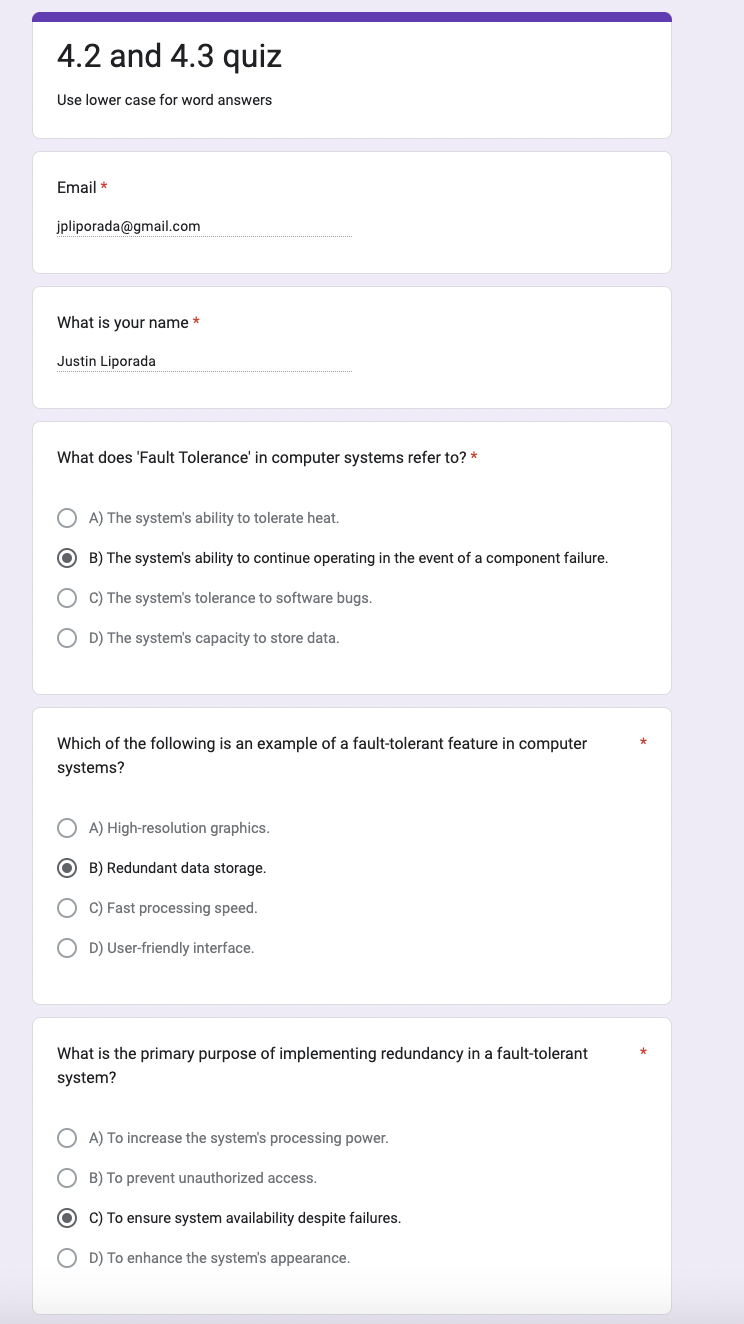 4.2 and 4.3 quiz
Use lower case for word answers
Email *
jpliporada@gmail.com
What is your name *
Justin Liporada
What does 'Fault Tolerance' in computer systems refer to? *
A) The system's ability to tolerate heat.
B) The system's ability to continue operating in the event of a component failure.
C) The system's tolerance to software bugs.
D) The system's capacity to store data.
Which of the following is an example of a fault-tolerant feature in computer *
systems?
A) High-resolution graphics.
B) Redundant data storage.
C) Fast processing speed.
D) User-friendly interface.
What is the primary purpose of implementing redundancy in a fault-tolerant *
system?
A) To increase the system's processing power.
B) To prevent unauthorized access.
C) To ensure system availability despite failures.
D) To enhance the system's appearance.